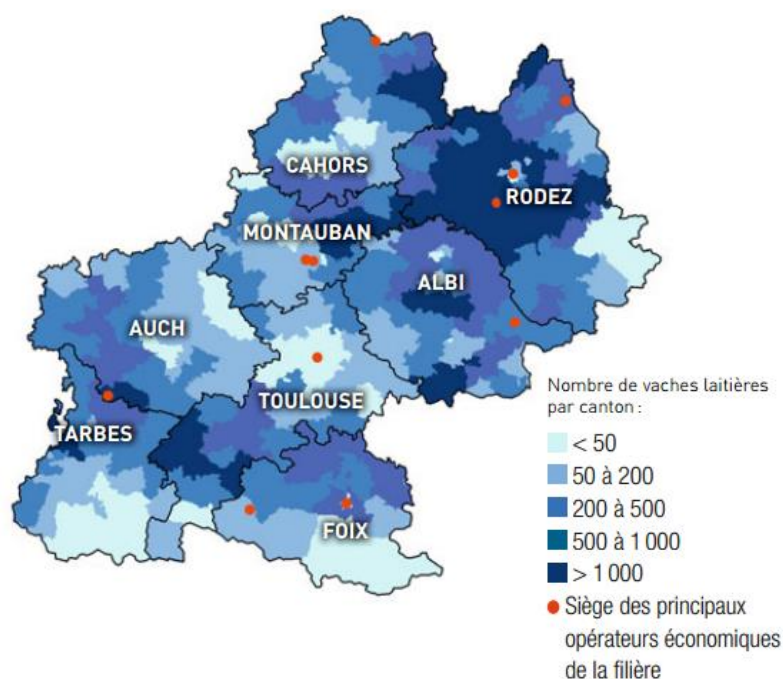 CAHORS
RODEZ
MONTAUBAN
ALBI
AUCH
TOULOUSE
TARBES
FOIX
Nombre de vaches laitières
par canton :
< 50
50 à 200
200 à 500
500 à 1 000
> 1 000
Siège des principaux
opérateurs économiques
de la filière